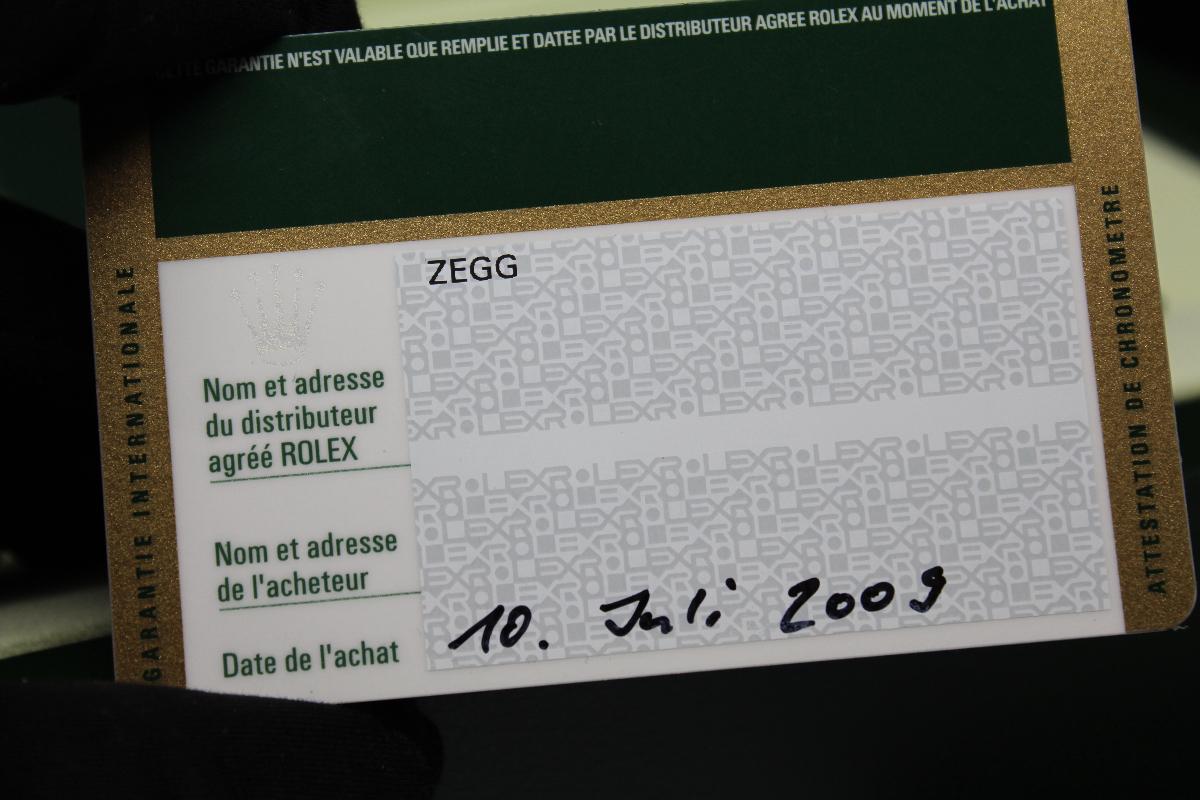 CETTE GARANTIE N'EST VALABLE QUE REMPLIE ET DATEE PAR LE DISTRIBUTEUR AGREE ROLEX AU MOMENT DE L'ACHAT
GARANTIE INTERNATIONALE
ZEGG
Nom et adresse
du distributeur
agréé ROLEX
Nom et adresse
de l'acheteur
Date de l'achat
10. Juli 2009
ATTESTATION DE CHRONOMETRE